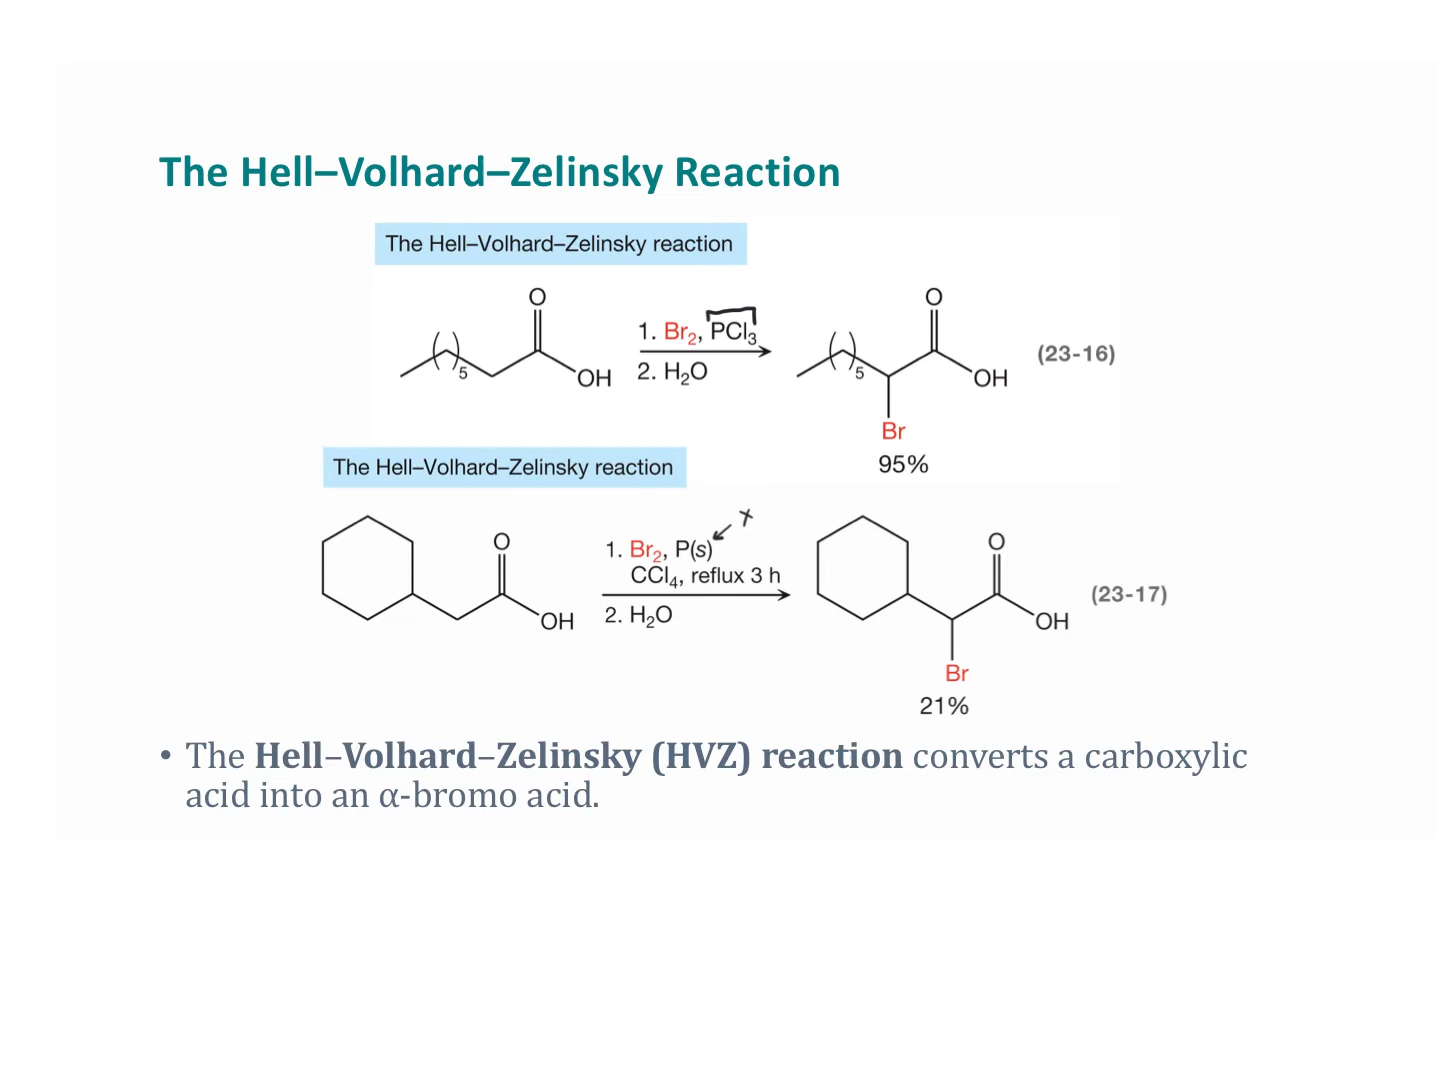 The Hell–Volhard–Zelinsky Reaction
The Hell–Volhard–Zelinsky reaction
O
1. Br₂, PCl₃
O
( )₅
OH
2. H₂O
( )₅
OH
(23-16)
Br
95%
The Hell–Volhard–Zelinsky reaction
O
1. Br₂, P(s)
O
CCl₄, reflux 3 h
OH
2. H₂O
OH
(23-17)
Br
21%
• The Hell–Volhard–Zelinsky (HVZ) reaction converts a carboxylic
acid into an α-bromo acid.